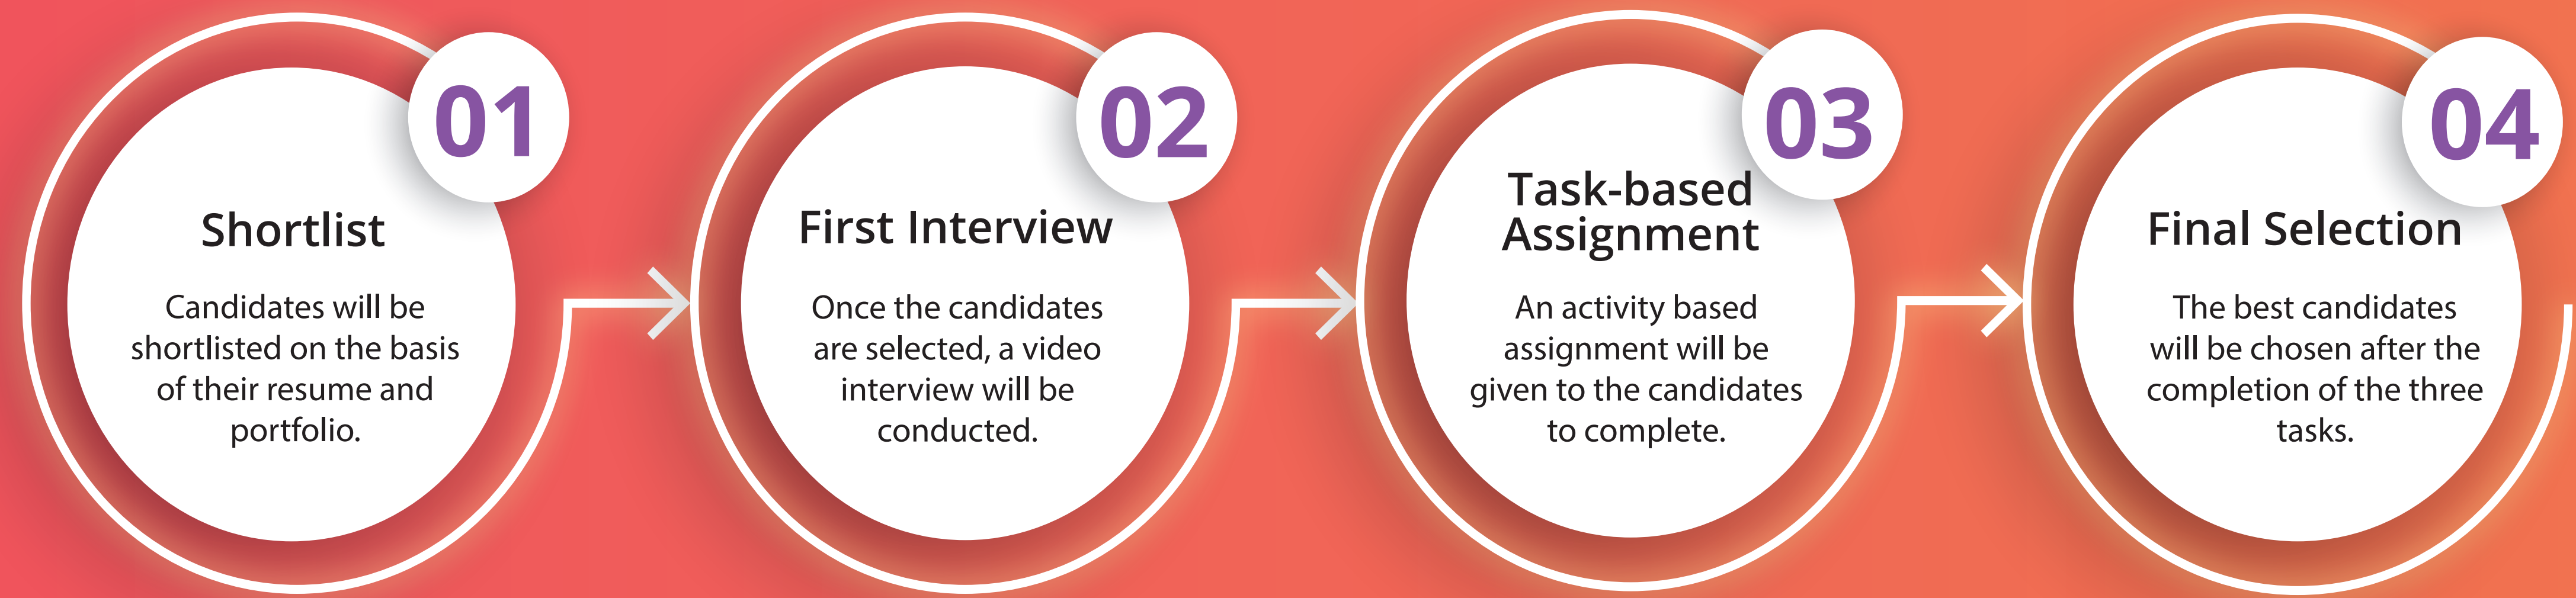 01
Shortlist
Candidates will be
shortlisted on the basis
of their resume and
portfolio.
02
First Interview
Once the candidates
are selected, a video
interview will be
conducted.
03
Task-based
Assignment
An activity based
assignment will be
given to the candidates
to complete.
04
Final Selection
The best candidates
will be chosen after the
completion of the three
tasks.